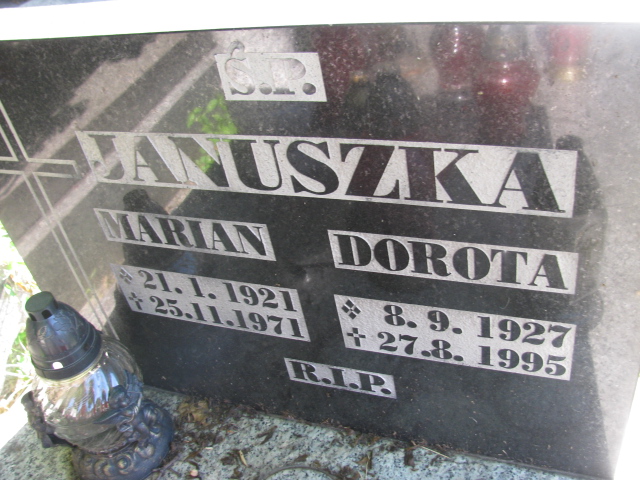 Ś.P.
JANUSZKA
MARIAN
❖ 21. 1. 1921
✝ 25.11.1971
DOROTA
❖ 8. 9. 1927
✝ 27.8. 1995
R.I.P.